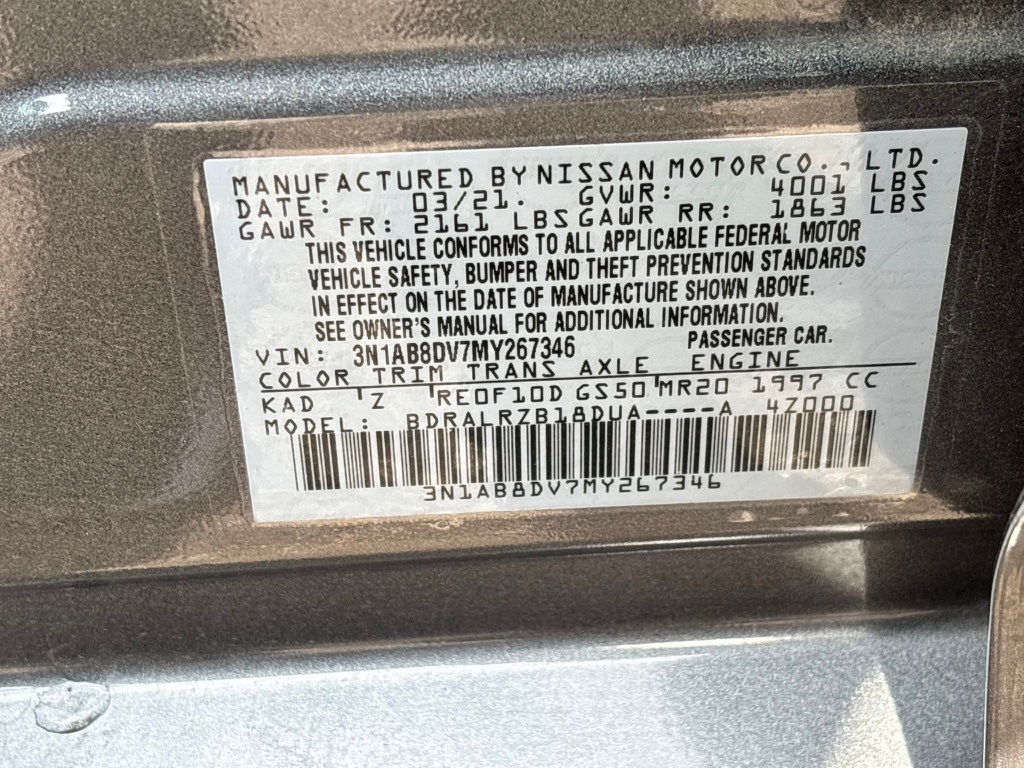 MANUFACTURED BY NISSAN MOTOR CO., LTD.
DATE: 03/21. GVWR: 4001 LBS
GAWR FR: 2161 LBS GAWR RR: 1863 LBS
THIS VEHICLE CONFORMS TO ALL APPLICABLE FEDERAL MOTOR
VEHICLE SAFETY, BUMPER AND THEFT PREVENTION STANDARDS
IN EFFECT ON THE DATE OF MANUFACTURE SHOWN ABOVE.
SEE OWNER'S MANUAL FOR ADDITIONAL INFORMATION.
VIN: 3N1AB8DV7MY267346 PASSENGER CAR.
COLOR TRIM TRANS AXLE ENGINE
KAD Z RE0F10D GS50 MR20 1997 CC
MODEL: BDRALRZB18DUA----A 4Z000
3N1AB8DV7MY267346